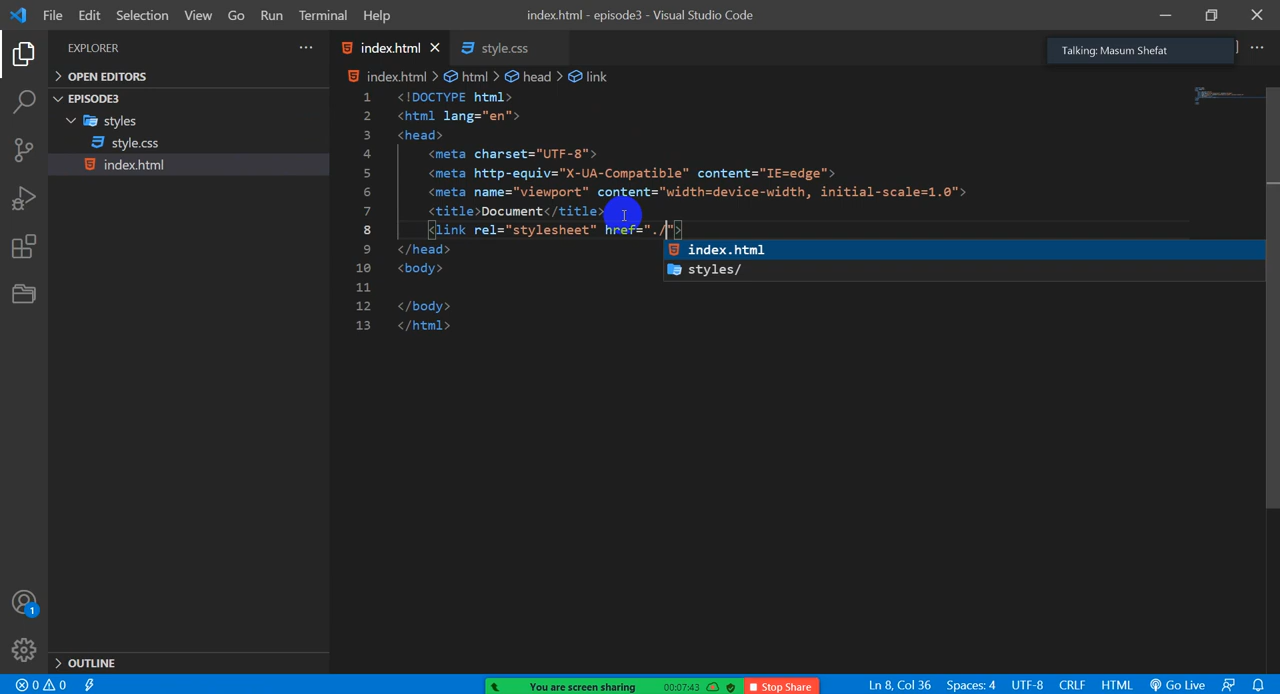 File Edit Selection View Go Run Terminal Help index.html - episode3 - Visual Studio Code
EXPLORER
OPEN EDITORS
EPISODE3
styles
style.css
index.html
OUTLINE
1
index.html style.css
Talking: Masum Shefat
index.html > html > head > link
1 <!DOCTYPE html>
2 <html lang="en">
3 <head>
4 <meta charset="UTF-8">
5 <meta http-equiv="X-UA-Compatible" content="IE=edge">
6 <meta name="viewport" content="width=device-width, initial-scale=1.0">
7 <title>Document</title>
8 <link rel="stylesheet" href="./">
index.html
styles/
9 </head>
10 <body>
11
12 </body>
13 </html>
0 0 You are screen sharing 00:07:43 Stop Share Ln 8, Col 36 Spaces: 4 UTF-8 CRLF HTML Go Live